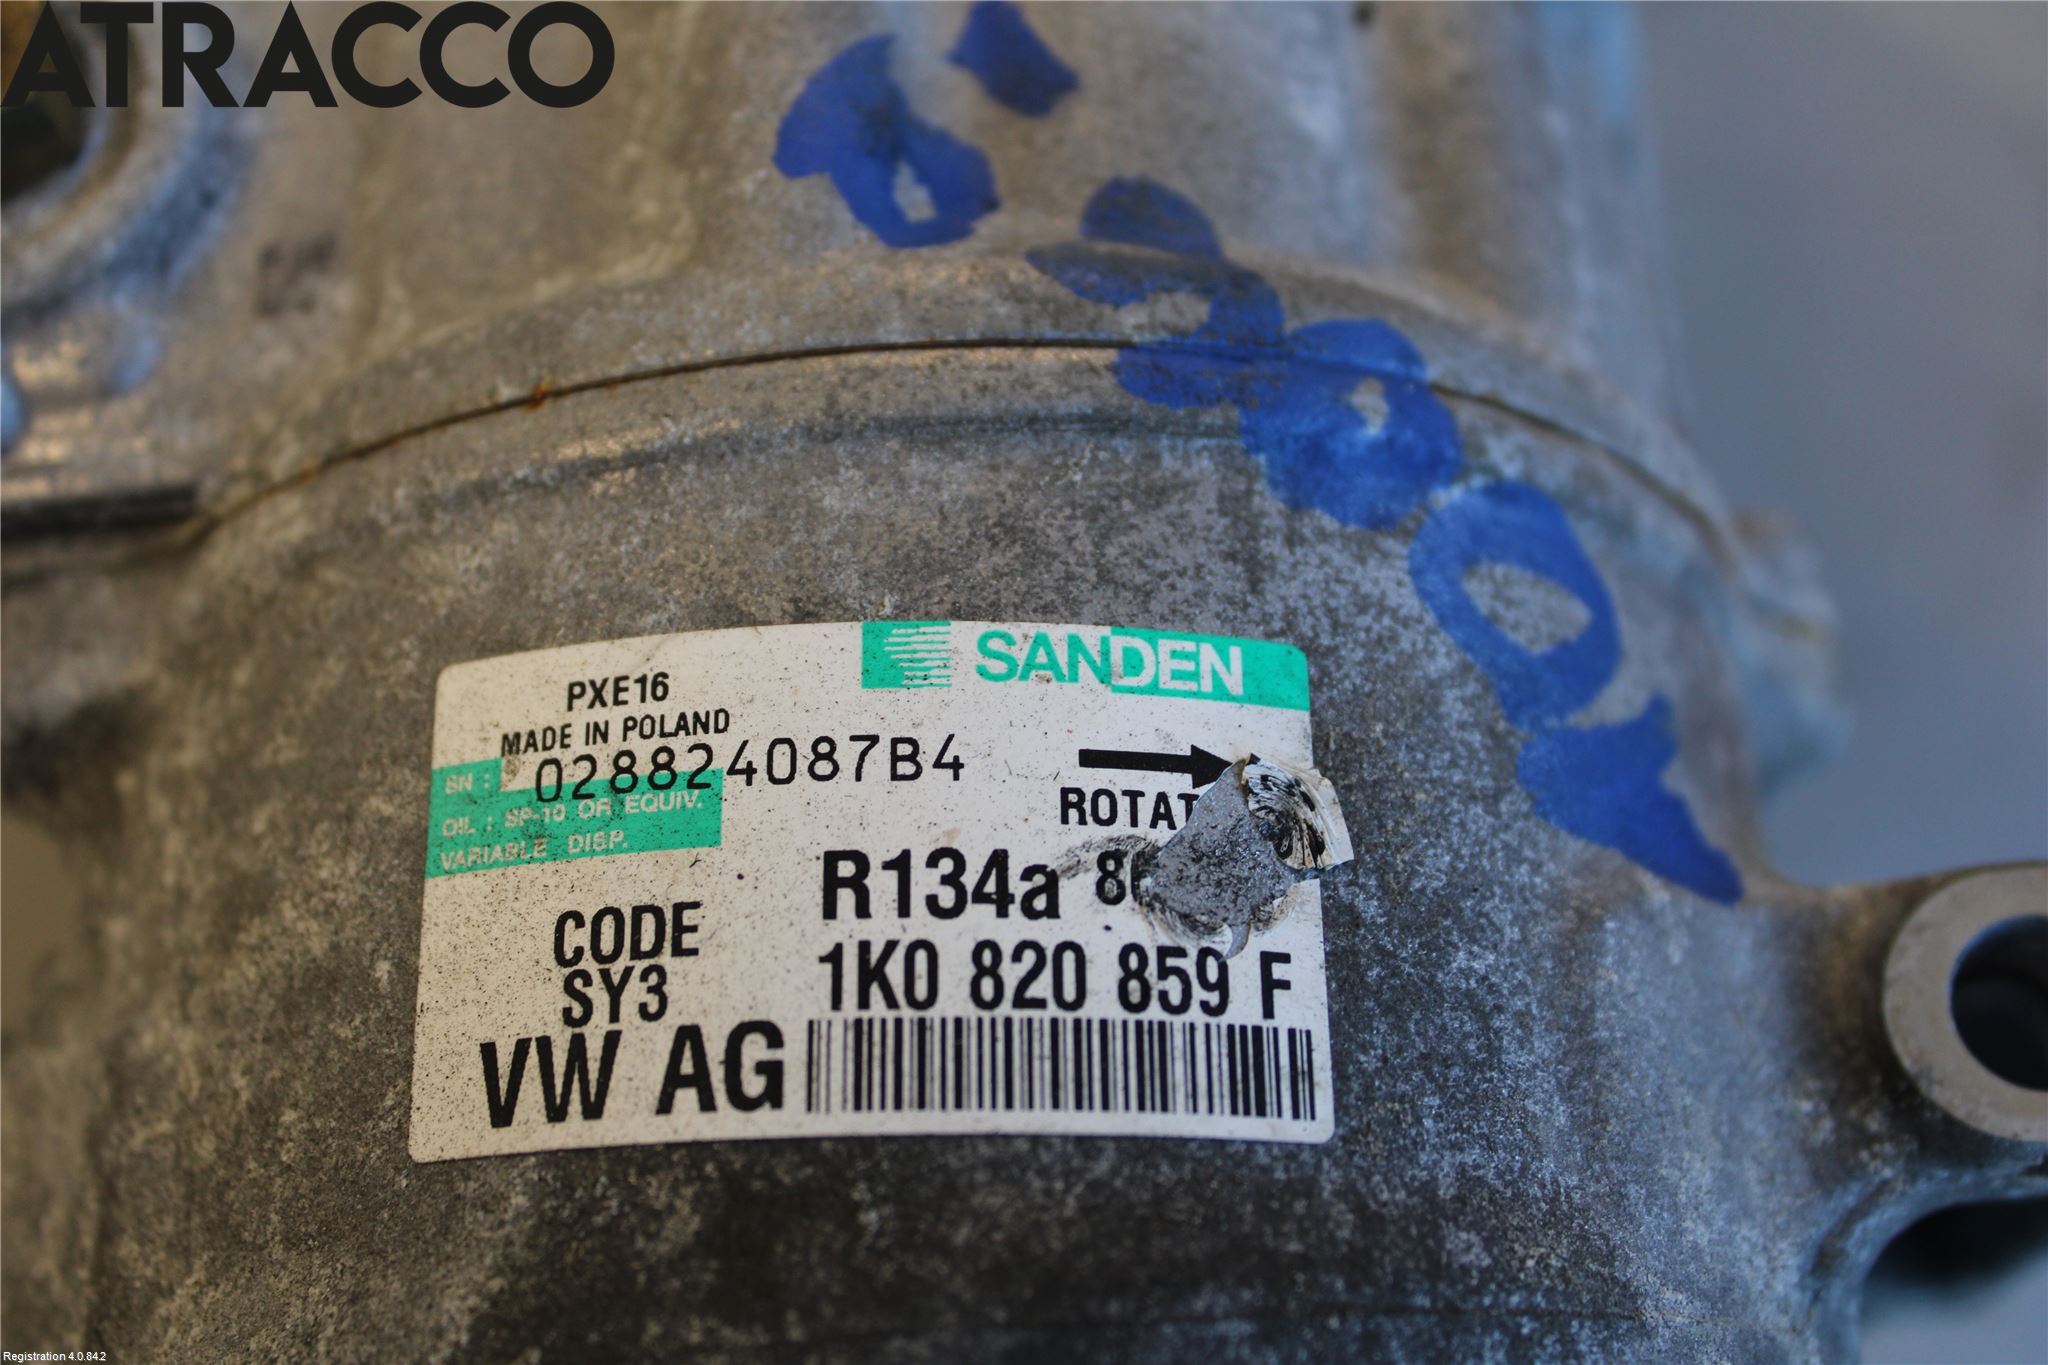 ATRACCO
SANDEN
PXE16
MADE IN POLAND
SN : 028824087B4
OIL : SP-10 OR EQUIV.
VARIABLE DISP.
R134a
CODE
SY3
1K0 820 859 F
VW AG
Registration 4.0.84.2